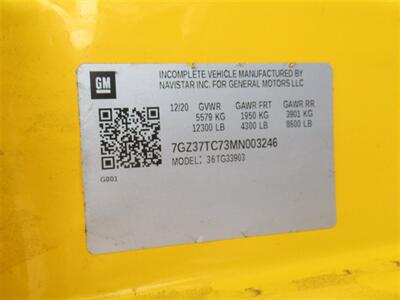 GM
INCOMPLETE VEHICLE MANUFACTURED BY
NAVISTAR INC. FOR GENERAL MOTORS LLC
12/20 GVWR GAWR FRT GAWR RR
5579 KG 1950 KG 3901 KG
12300 LB 4300 LB 8600 LB
7GZ37TC73MN003246
MODEL: 36TG33903
G001